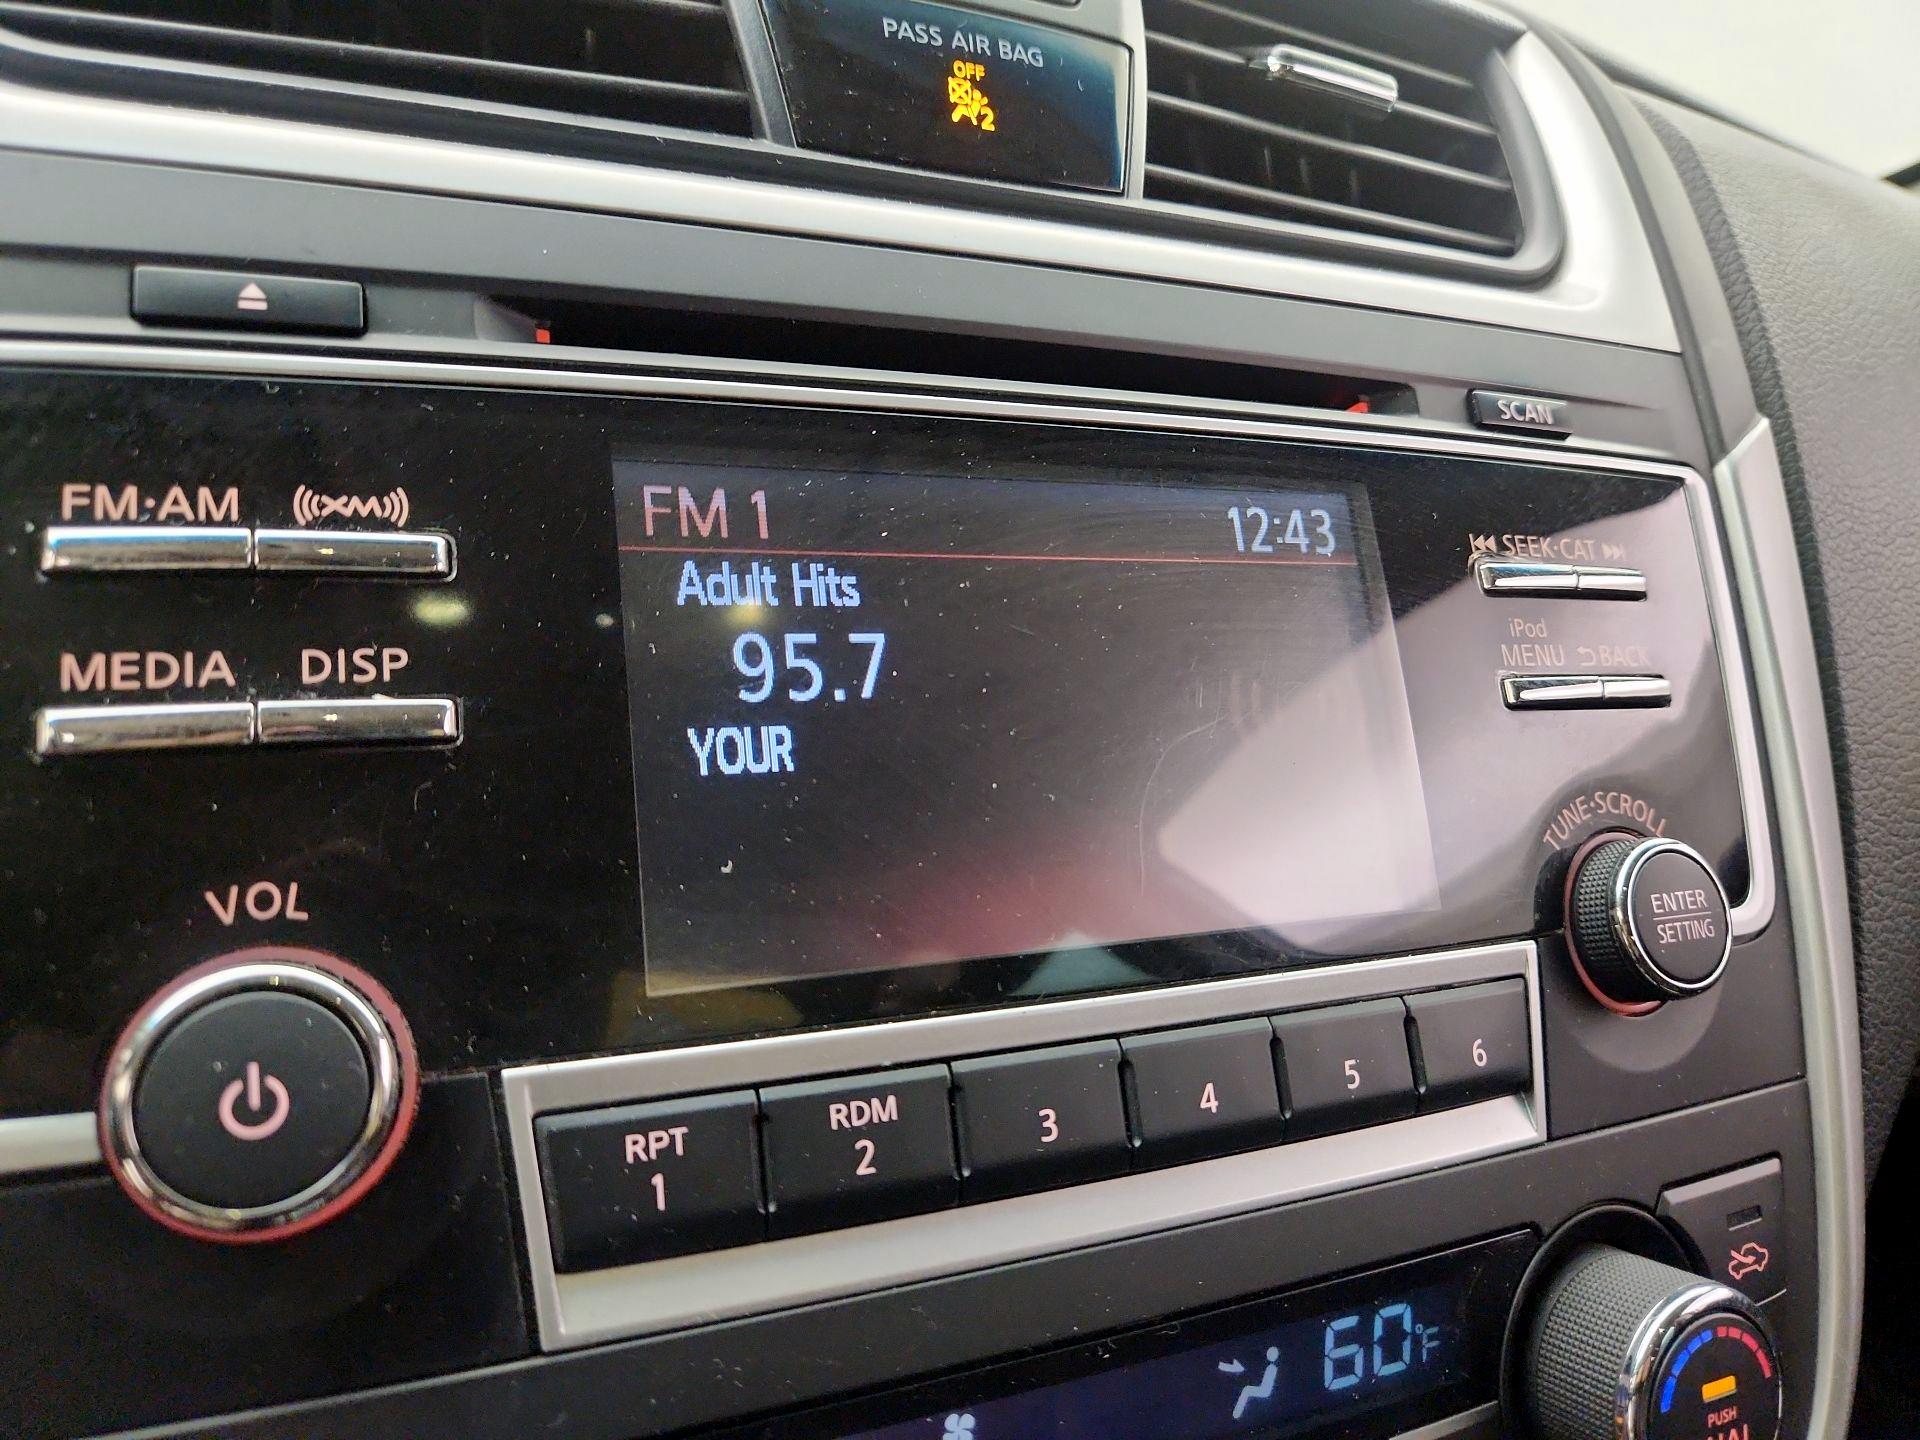 PASS AIR BAG
OFF
2
SCAN
FM·AM
XM
FM 1
12:43
SEEK·CAT
Adult Hits
95.7
YOUR
iPod
MENU
BACK
MEDIA
DISP
TUNE·SCROLL
ENTER
SETTING
VOL
RPT
1
RDM
2
3
4
5
6
60°F
PUSH